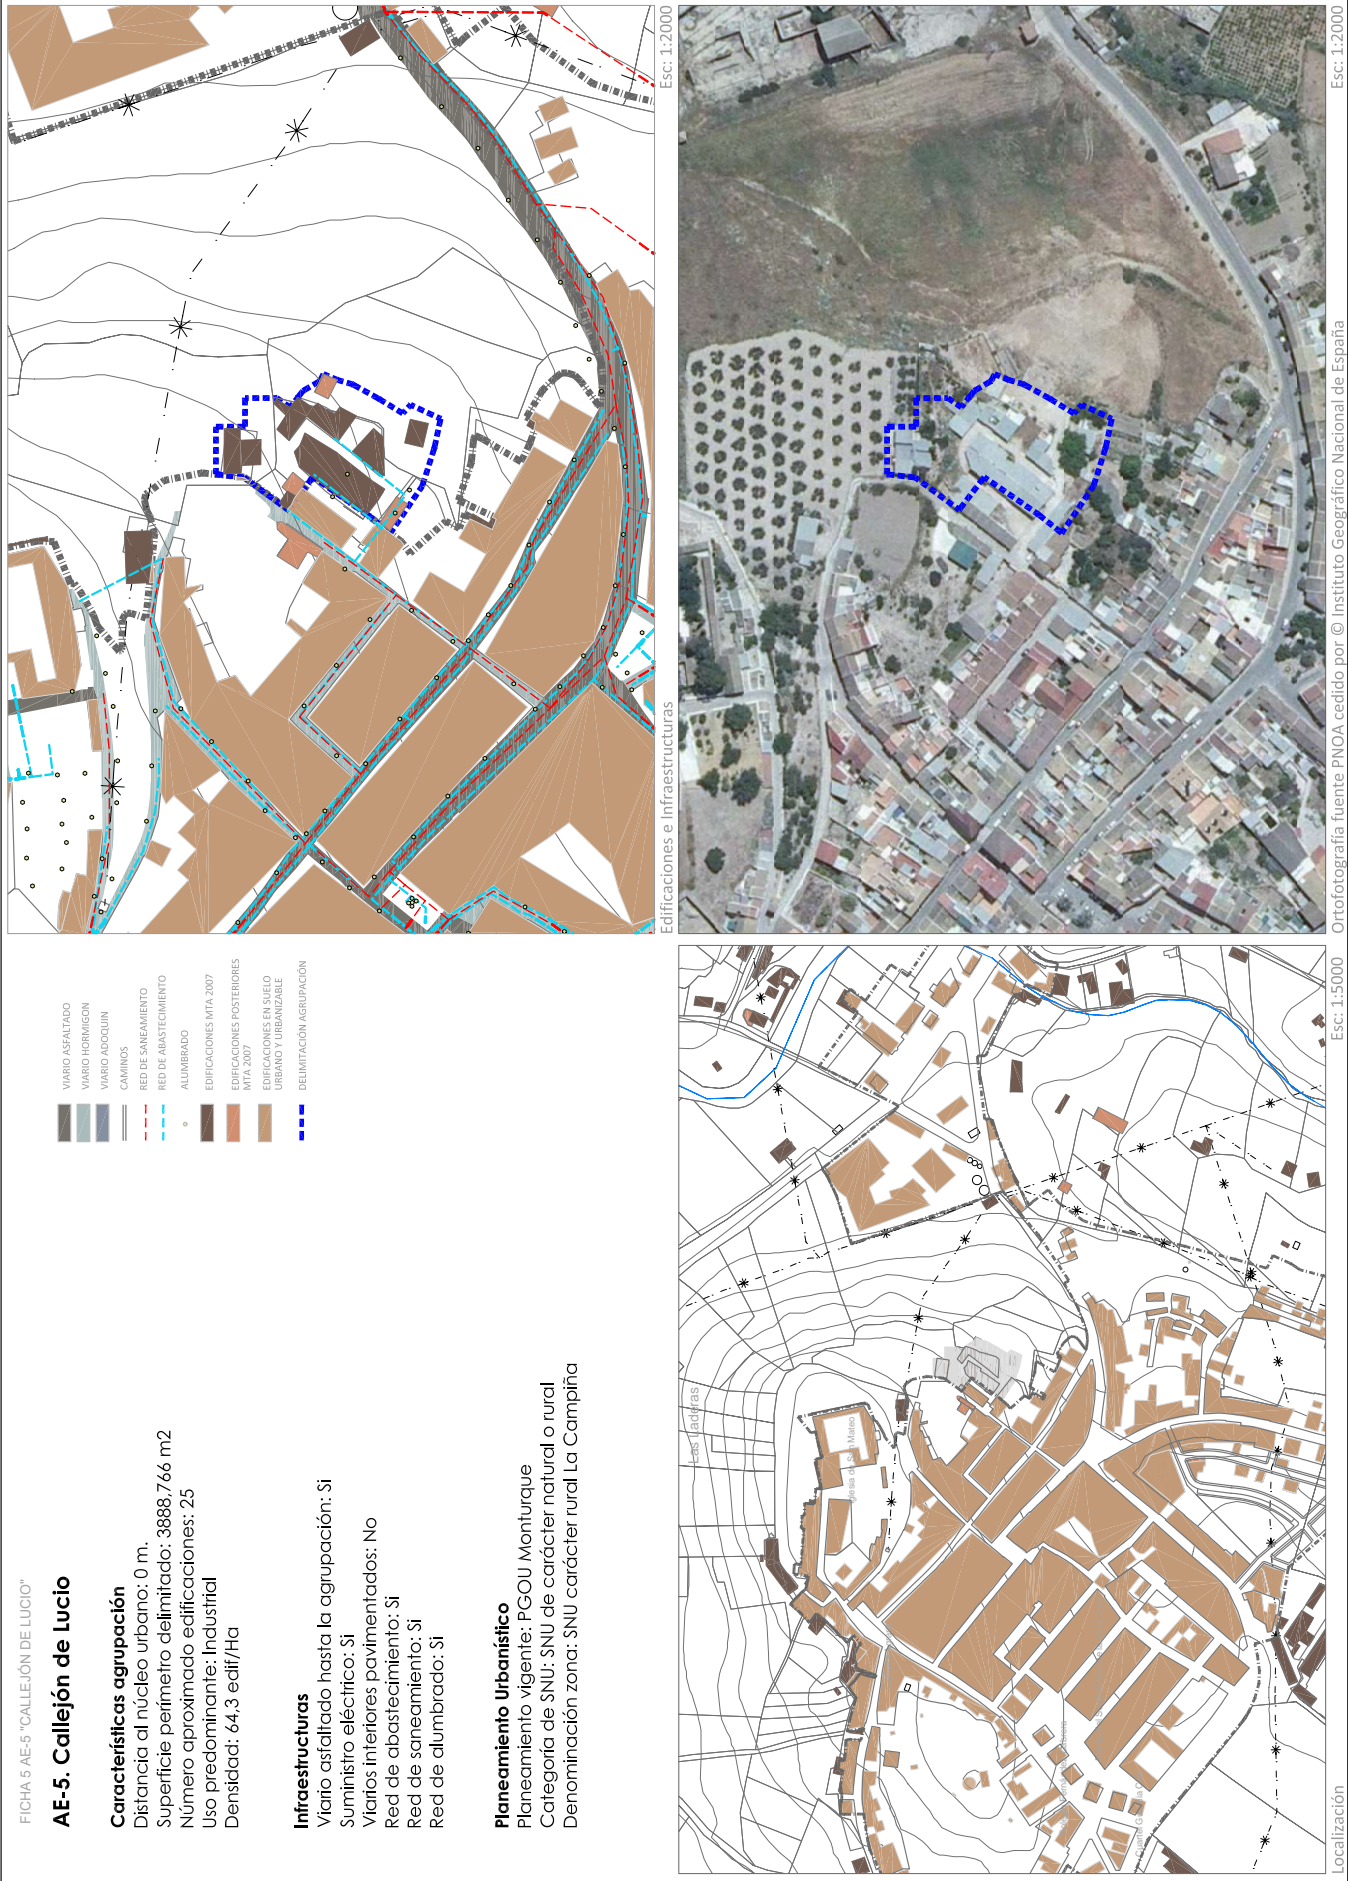 FICHA 5 AE-5 "CALLEJÓN DE LUCIO"
AE-5. Callejón de Lucio
Características agrupación
Distancia al núcleo urbano: 0 m.
Superficie perímetro delimitado: 3888,766 m2
Número aproximado edificaciones: 25
Uso predominante: Industrial
Densidad: 64,3 edif/Ha
Infraestructuras
Viario asfaltado hasta la agrupación: Si
Suministro eléctrico: Si
Viarios interiores pavimentados: No
Red de abastecimiento: Si
Red de saneamiento: Si
Red de alumbrado: Si
Planeamiento Urbanístico
Planeamiento vigente: PGOU Monturque
Categoría de SNU: SNU de carácter natural o rural
Denominación zona: SNU carácter rural La Campiña
VIARIO ASFALTADO
VIARIO HORMIGON
VIARIO ADOQUIN
CAMINOS
RED DE SANEAMIENTO
RED DE ABASTECIMIENTO
ALUMBRADO
EDIFICACIONES MTA 2007
EDIFICACIONES POSTERIORES
MTA 2007
EDIFICACIONES EN SUELO
URBANO Y URBANIZABLE
DELIMITACIÓN AGRUPACIÓN
Edificaciones e Infraestructuras
Esc: 1:2000
Las Laderas
Iglesia de San Mateo
Localización
Esc: 1:5000
Ortofotografía fuente PNOA cedido por © Instituto Geográfico Nacional de España
Esc: 1:2000